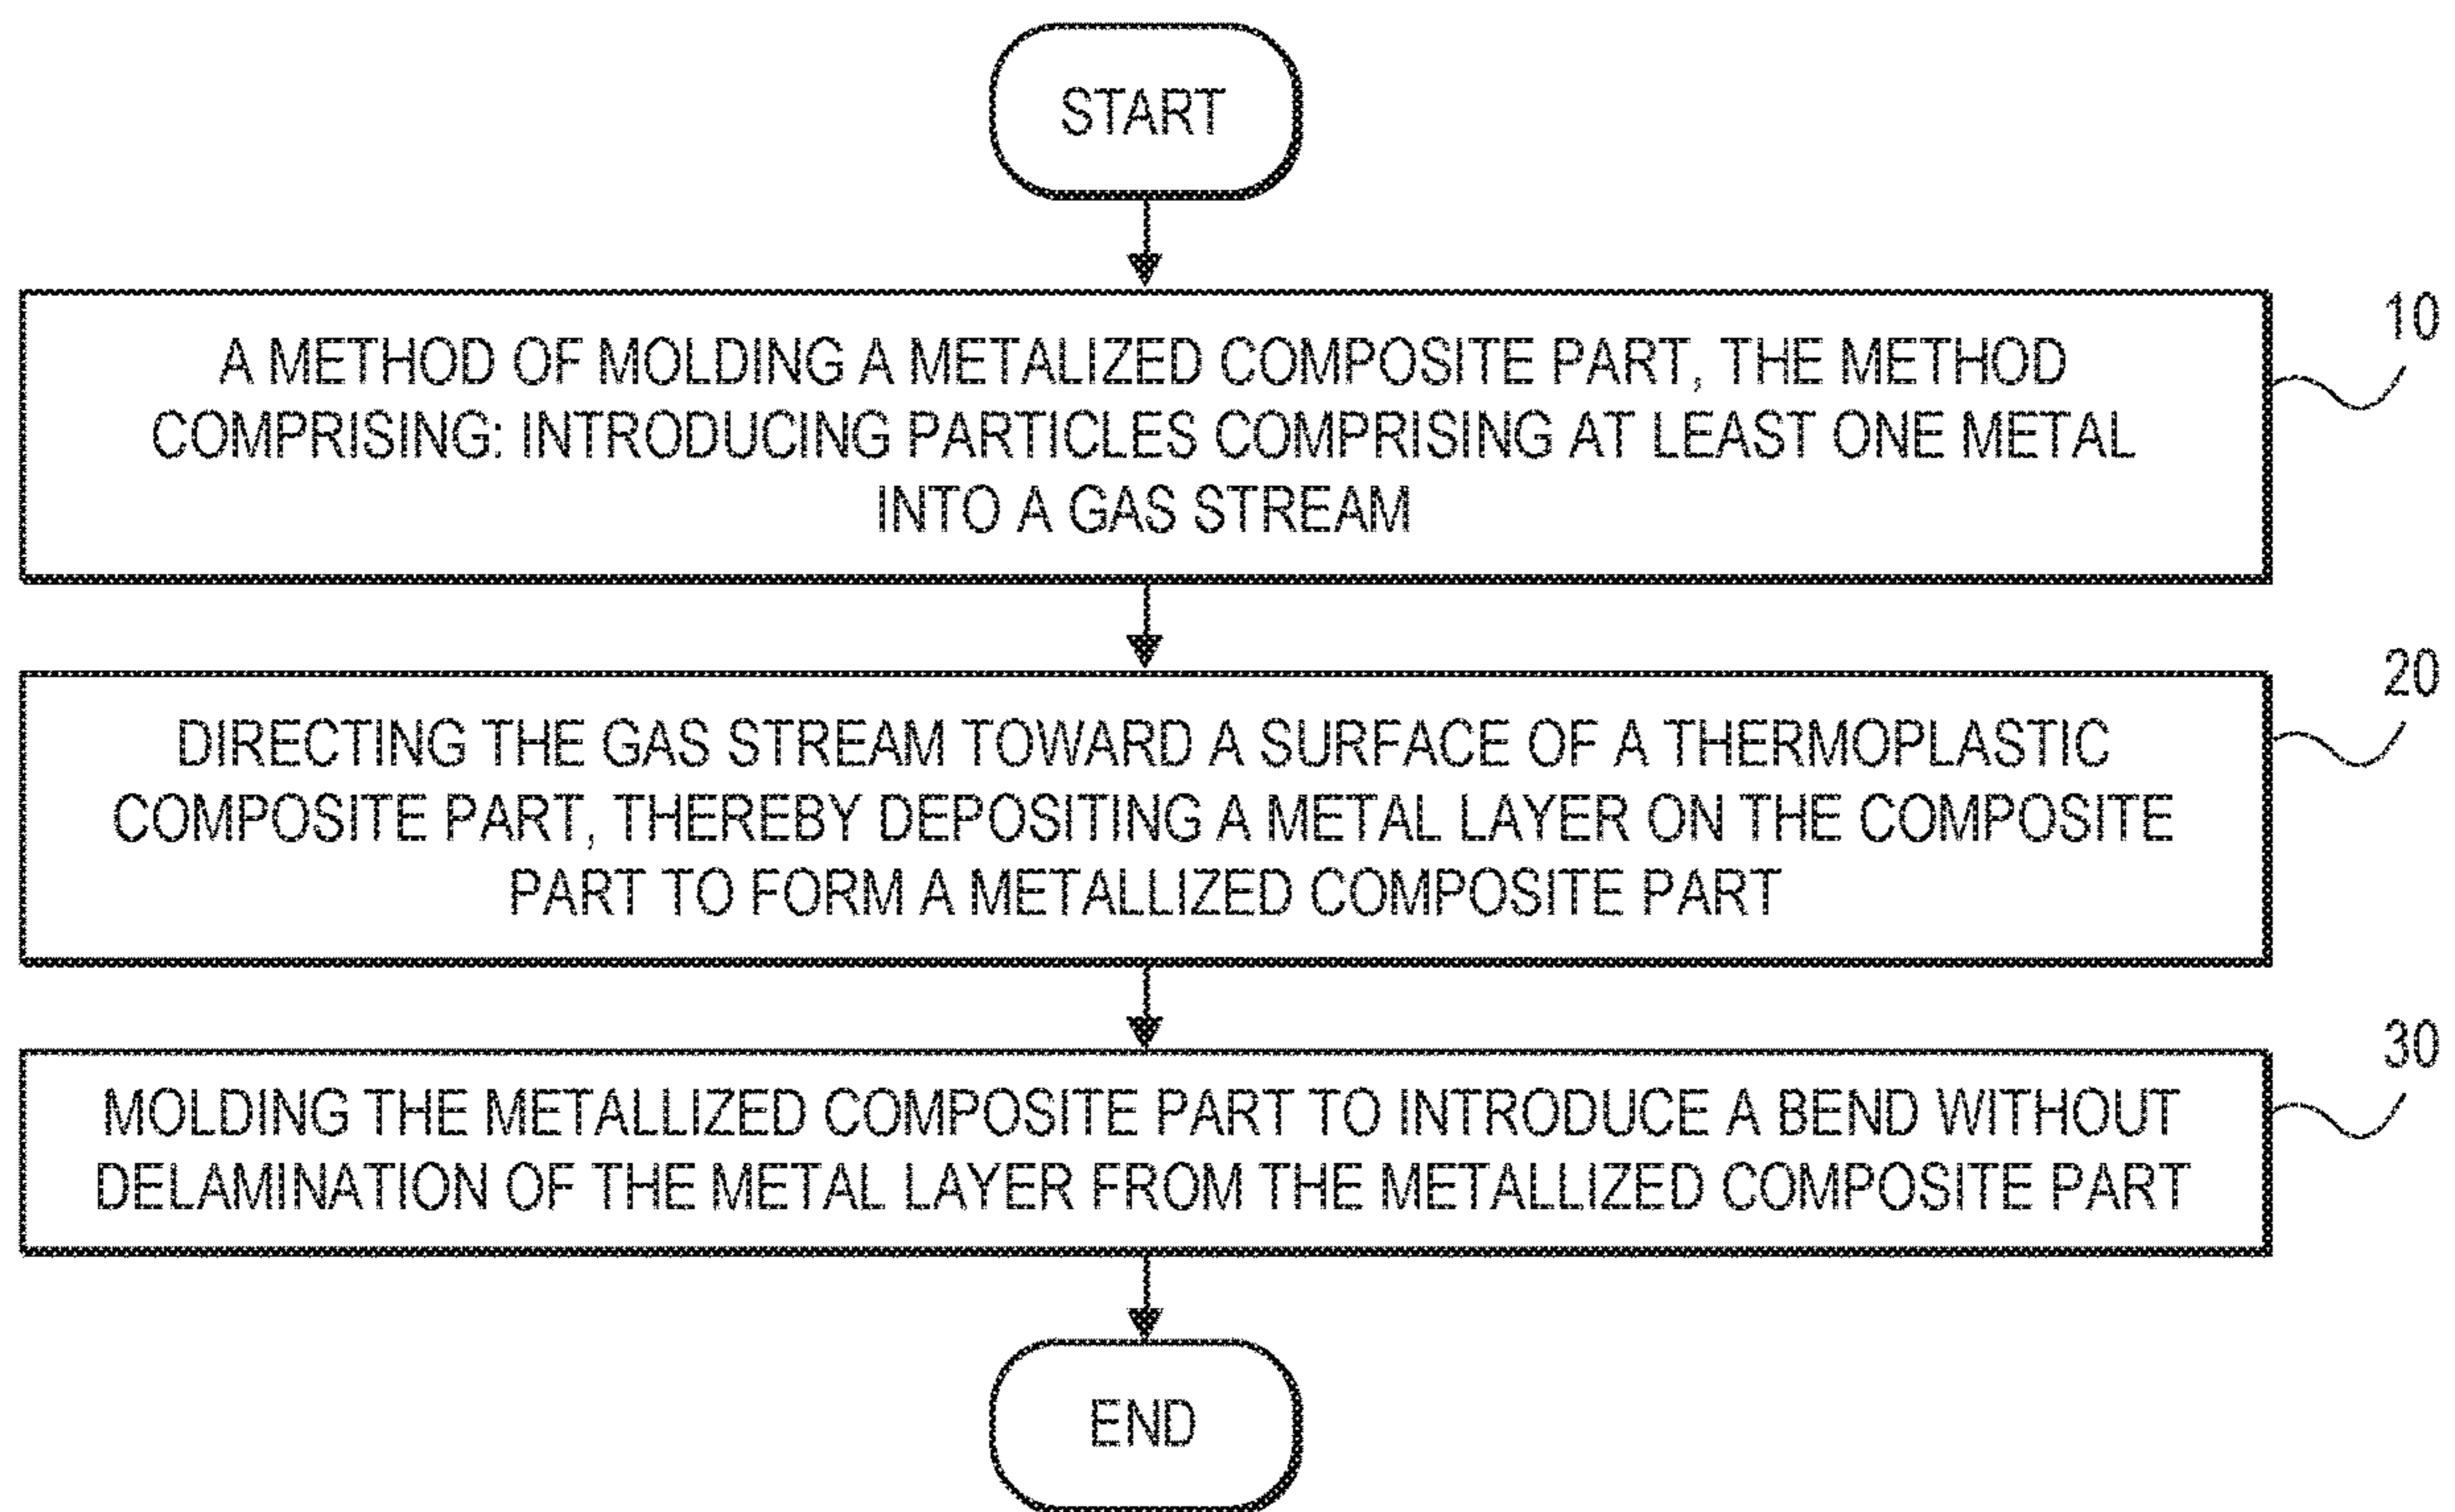 START
A METHOD OF MOLDING A METALIZED COMPOSITE PART, THE METHOD
COMPRISING: INTRODUCING PARTICLES COMPRISING AT LEAST ONE METAL
INTO A GAS STREAM
10
DIRECTING THE GAS STREAM TOWARD A SURFACE OF A THERMOPLASTIC
COMPOSITE PART, THEREBY DEPOSITING A METAL LAYER ON THE COMPOSITE
PART TO FORM A METALLIZED COMPOSITE PART
20
MOLDING THE METALLIZED COMPOSITE PART TO INTRODUCE A BEND WITHOUT
DELAMINATION OF THE METAL LAYER FROM THE METALLIZED COMPOSITE PART
30
END